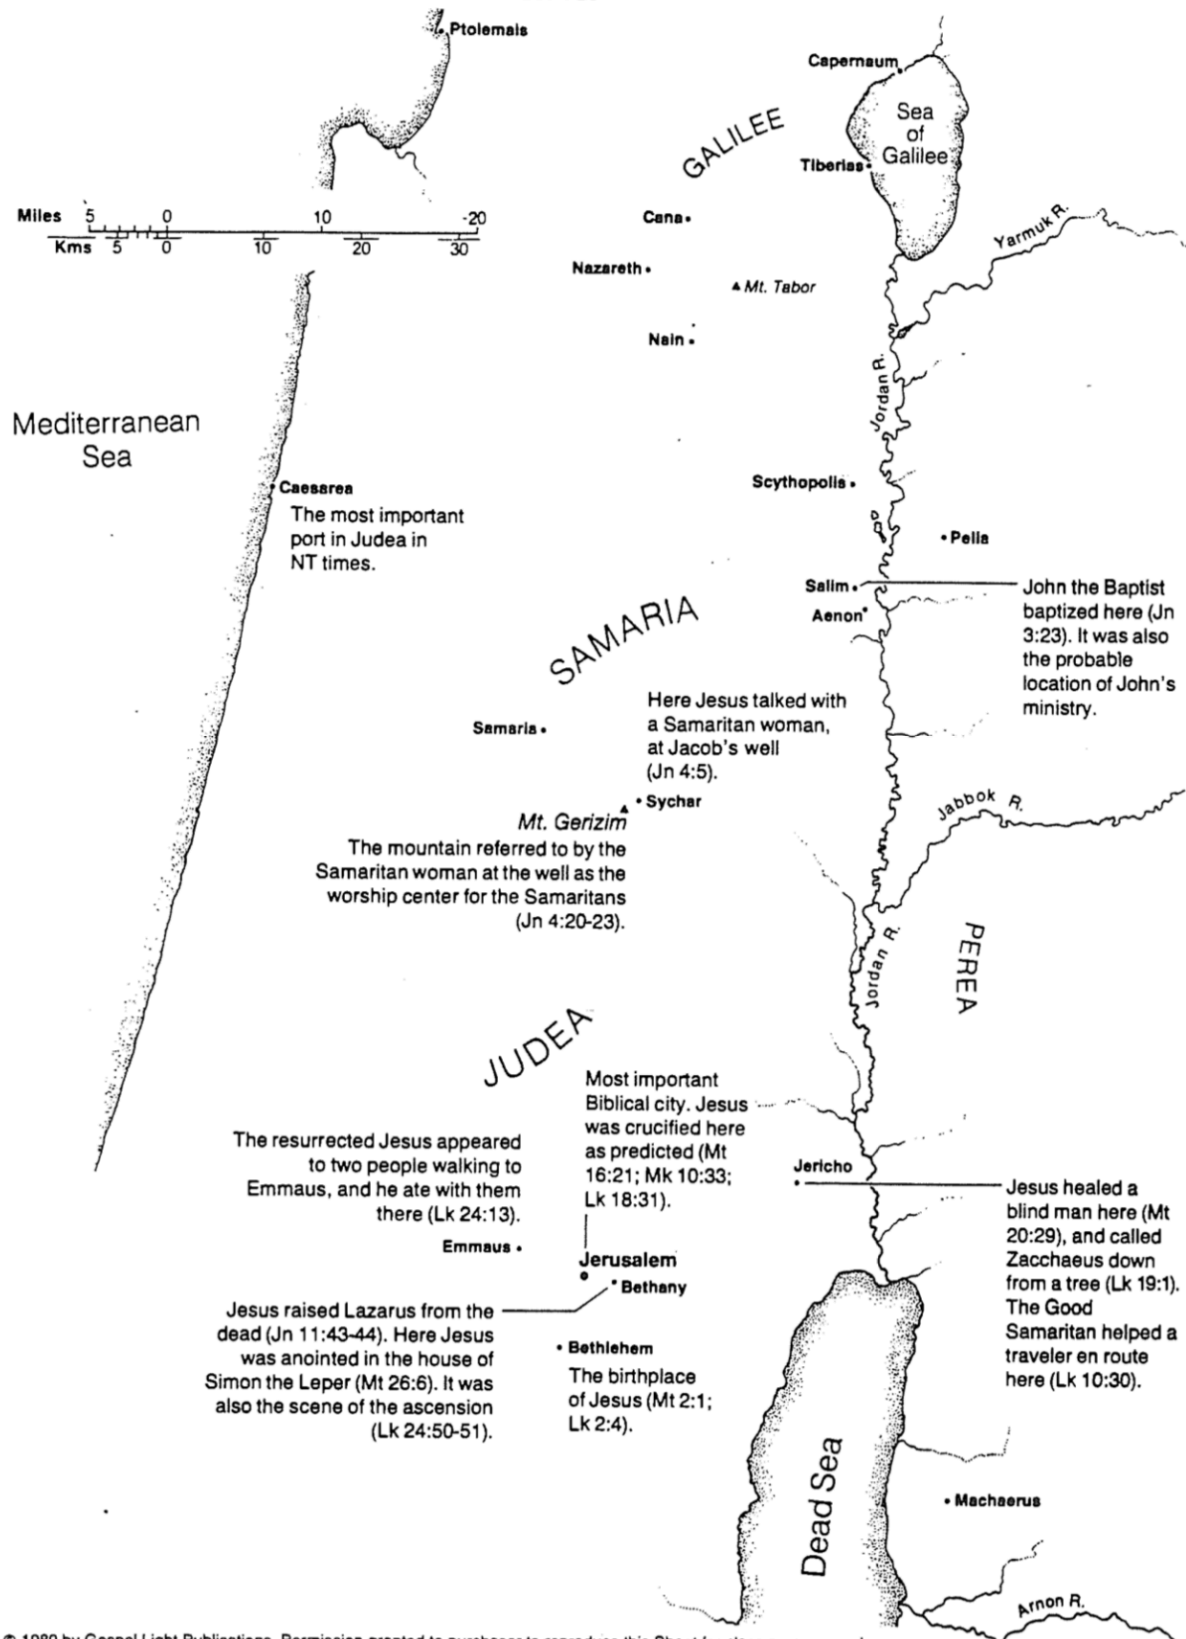 Ptolemais
Capernaum
Sea
of
Galilee
GALILEE
Tiberias
Miles 5 0 10 -20
Kms 5 0 10 20 30
Cana
Yarmuk R.
Nazareth
Mt. Tabor
Nain
Jordan R.
Mediterranean
Sea
Caesarea
The most important
port in Judea in
NT times.
Scythopolis
Pella
Salim
Aenon
John the Baptist
baptized here (Jn
3:23). It was also
the probable
location of John's
ministry.
SAMARIA
Samaria
Here Jesus talked with
a Samaritan woman,
at Jacob's well
(Jn 4:5).
Sychar
Mt. Gerizim
The mountain referred to by the
Samaritan woman at the well as the
worship center for the Samaritans
(Jn 4:20-23).
Jabbok R.
Jordan R.
PEREA
JUDEA
Most important
Biblical city. Jesus
was crucified here
as predicted (Mt
16:21; Mk 10:33;
Lk 18:31).
The resurrected Jesus appeared
to two people walking to
Emmaus, and he ate with them
there (Lk 24:13).
Emmaus
Jerusalem
Bethany
Jericho
Jesus healed a
blind man here (Mt
20:29), and called
Zacchaeus down
from a tree (Lk 19:1).
The Good
Samaritan helped a
traveler en route
here (Lk 10:30).
Jesus raised Lazarus from the
dead (Jn 11:43-44). Here Jesus
was anointed in the house of
Simon the Leper (Mt 26:6). It was
also the scene of the ascension
(Lk 24:50-51).
Bethlehem
The birthplace
of Jesus (Mt 2:1;
Lk 2:4).
Dead Sea
Machaerus
Arnon R.
by Gospel Light Publications. Permission granted to purchaser to reproduce this